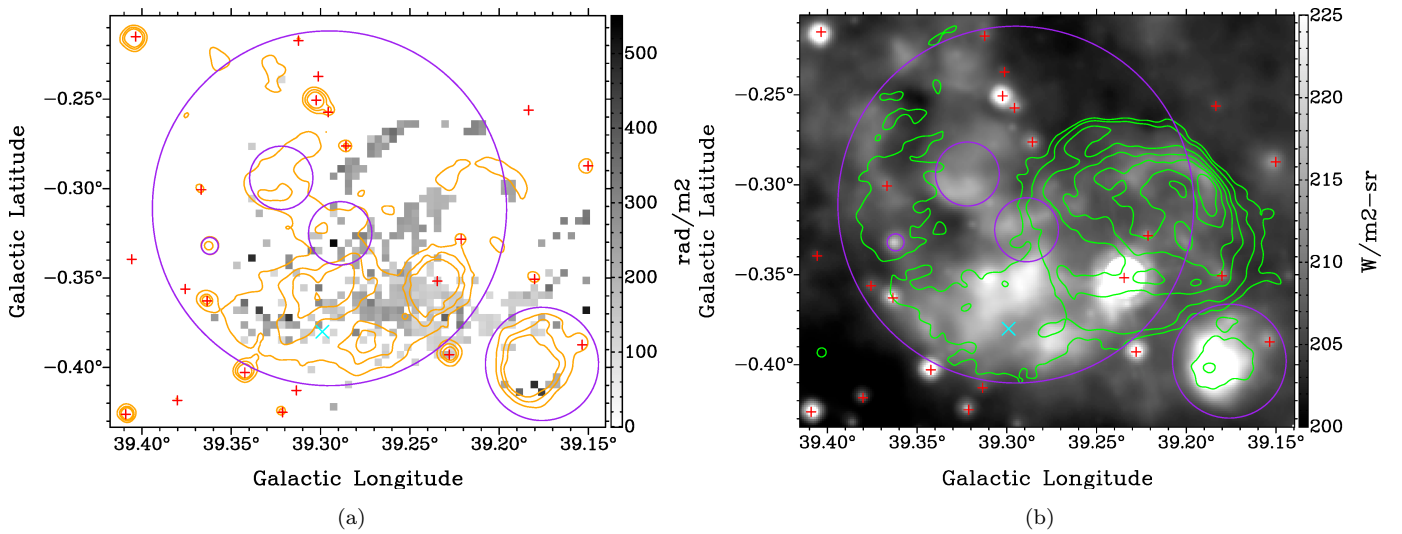 500
400
300
200
100
0
rad/m2
−0.25°
−0.30°
−0.35°
−0.40°
Galactic Latitude
39.40° 39.35° 39.30° 39.25° 39.20° 39.15°
Galactic Longitude
(a)
225
220
215
210
205
200
W/m2-sr
−0.25°
−0.30°
−0.35°
−0.40°
Galactic Latitude
39.40° 39.35° 39.30° 39.25° 39.20° 39.15°
Galactic Longitude
(b)